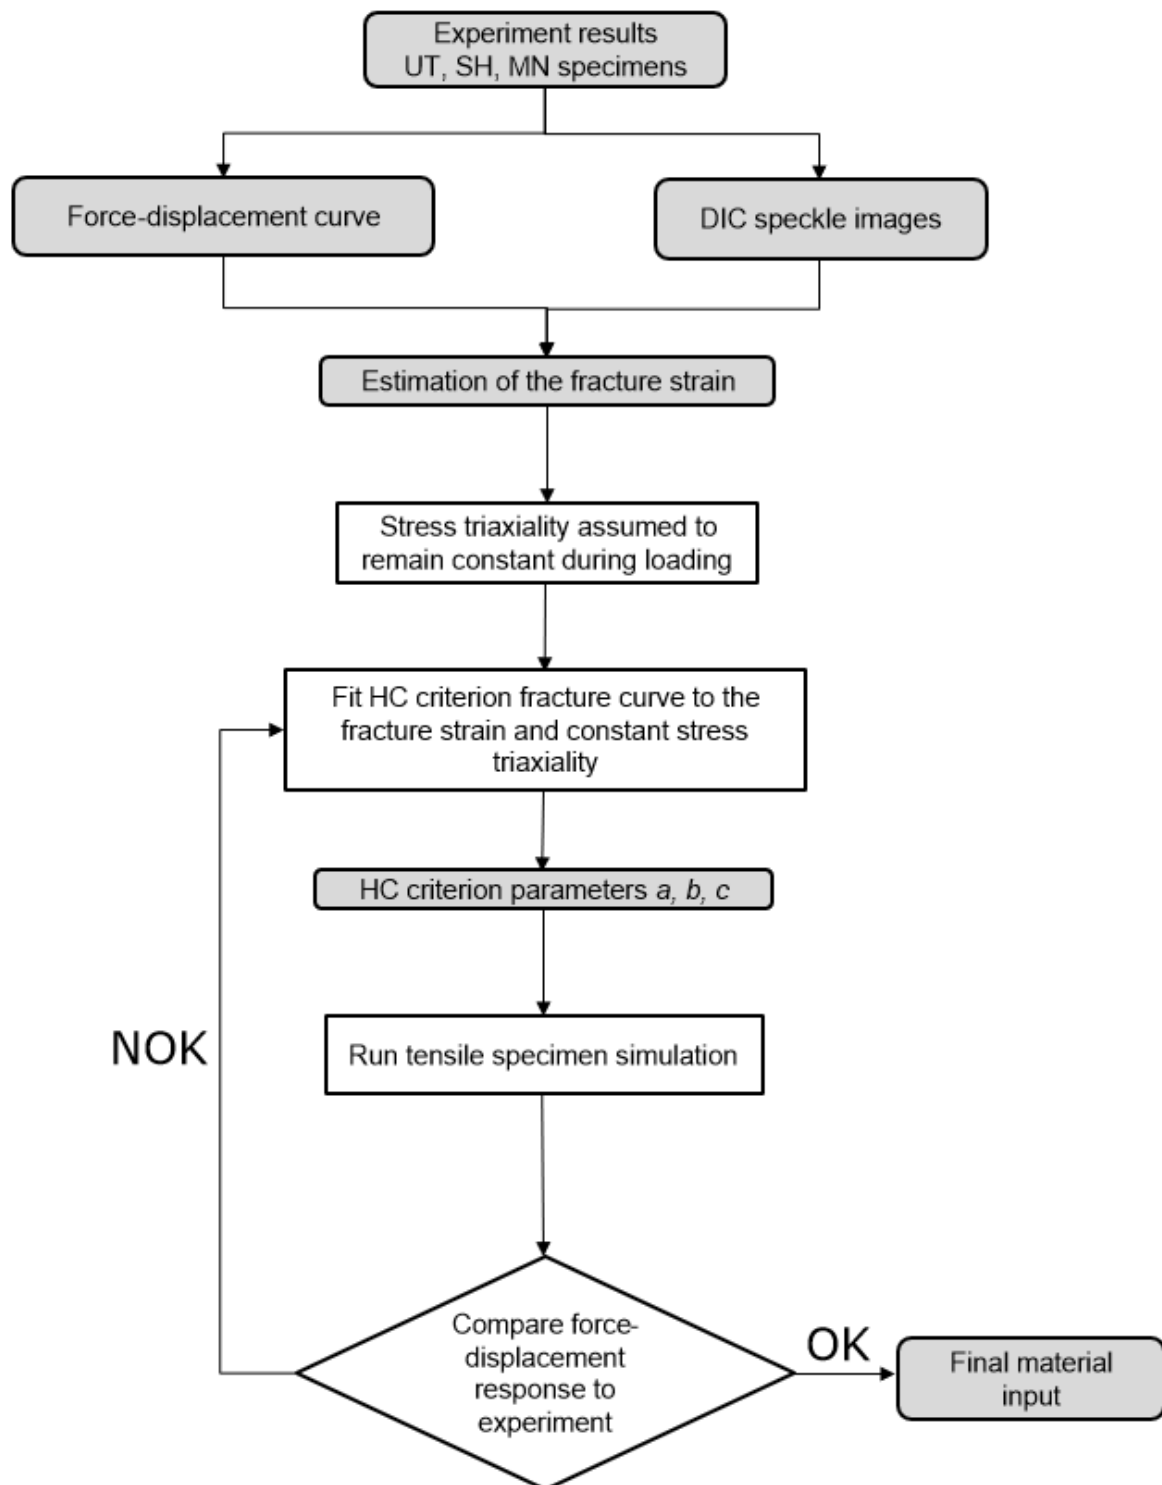 Experiment results
UT, SH, MN specimens
Force-displacement curve
DIC speckle images
Estimation of the fracture strain
Stress triaxiality assumed to
remain constant during loading
Fit HC criterion fracture curve to the
fracture strain and constant stress
triaxiality
HC criterion parameters a, b, c
NOK
Run tensile specimen simulation
Compare force-
displacement
response to
experiment
OK
Final material
input